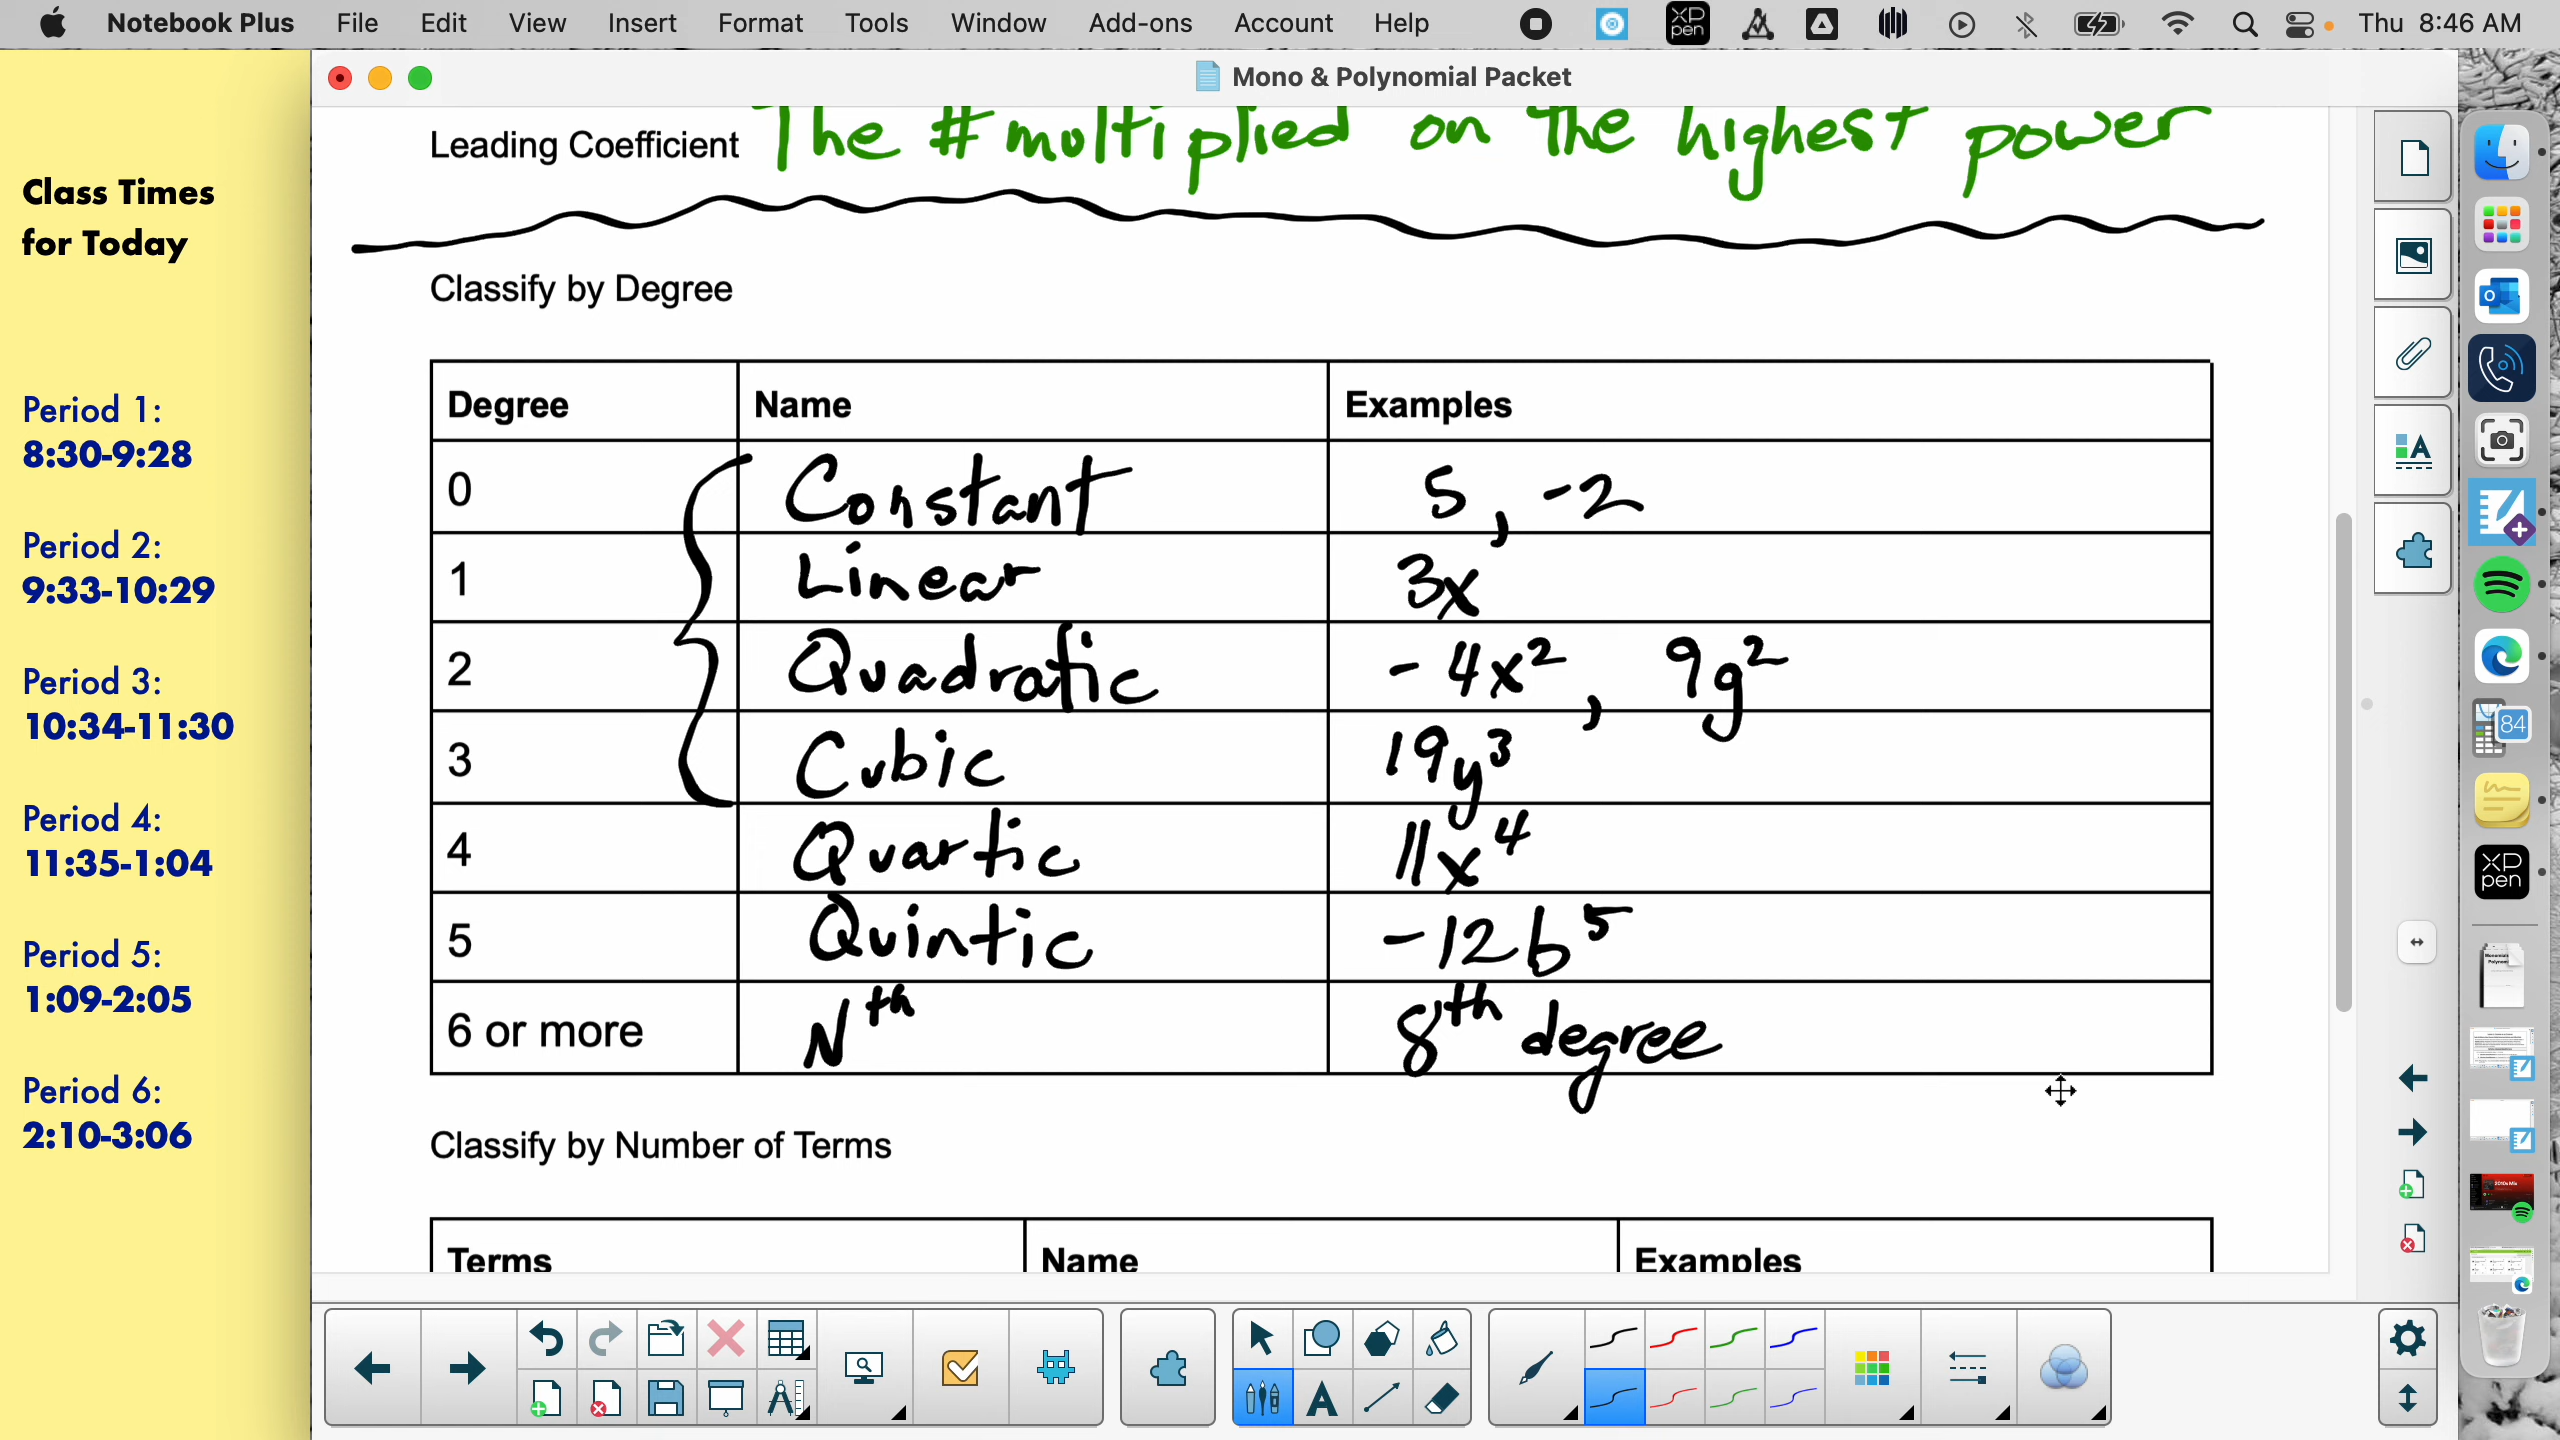 Notebook Plus File Edit View Insert Format Tools Window Add-ons Account Help XP pen Thu 8:46 AM
Mono & Polynomial Packet
Class Times
for Today
Period 1:
8:30-9:28
Period 2:
9:33-10:29
Period 3:
10:34-11:30
Period 4:
11:35-1:04
Period 5:
1:09-2:05
Period 6:
2:10-3:06
Leading Coefficient The # multiplied on the highest power
Classify by Degree
Degree Name Examples
0 Constant 5, -2
1 Linear 3x
2 Quadratic -4x², 9g²
3 Cubic 19y³
4 Quartic 11x⁴
5 Quintic -12b⁵
6 or more Nᵗʰ 8ᵗʰ degree
Classify by Number of Terms
Terms Name Examples
A
84
XP
pen
A